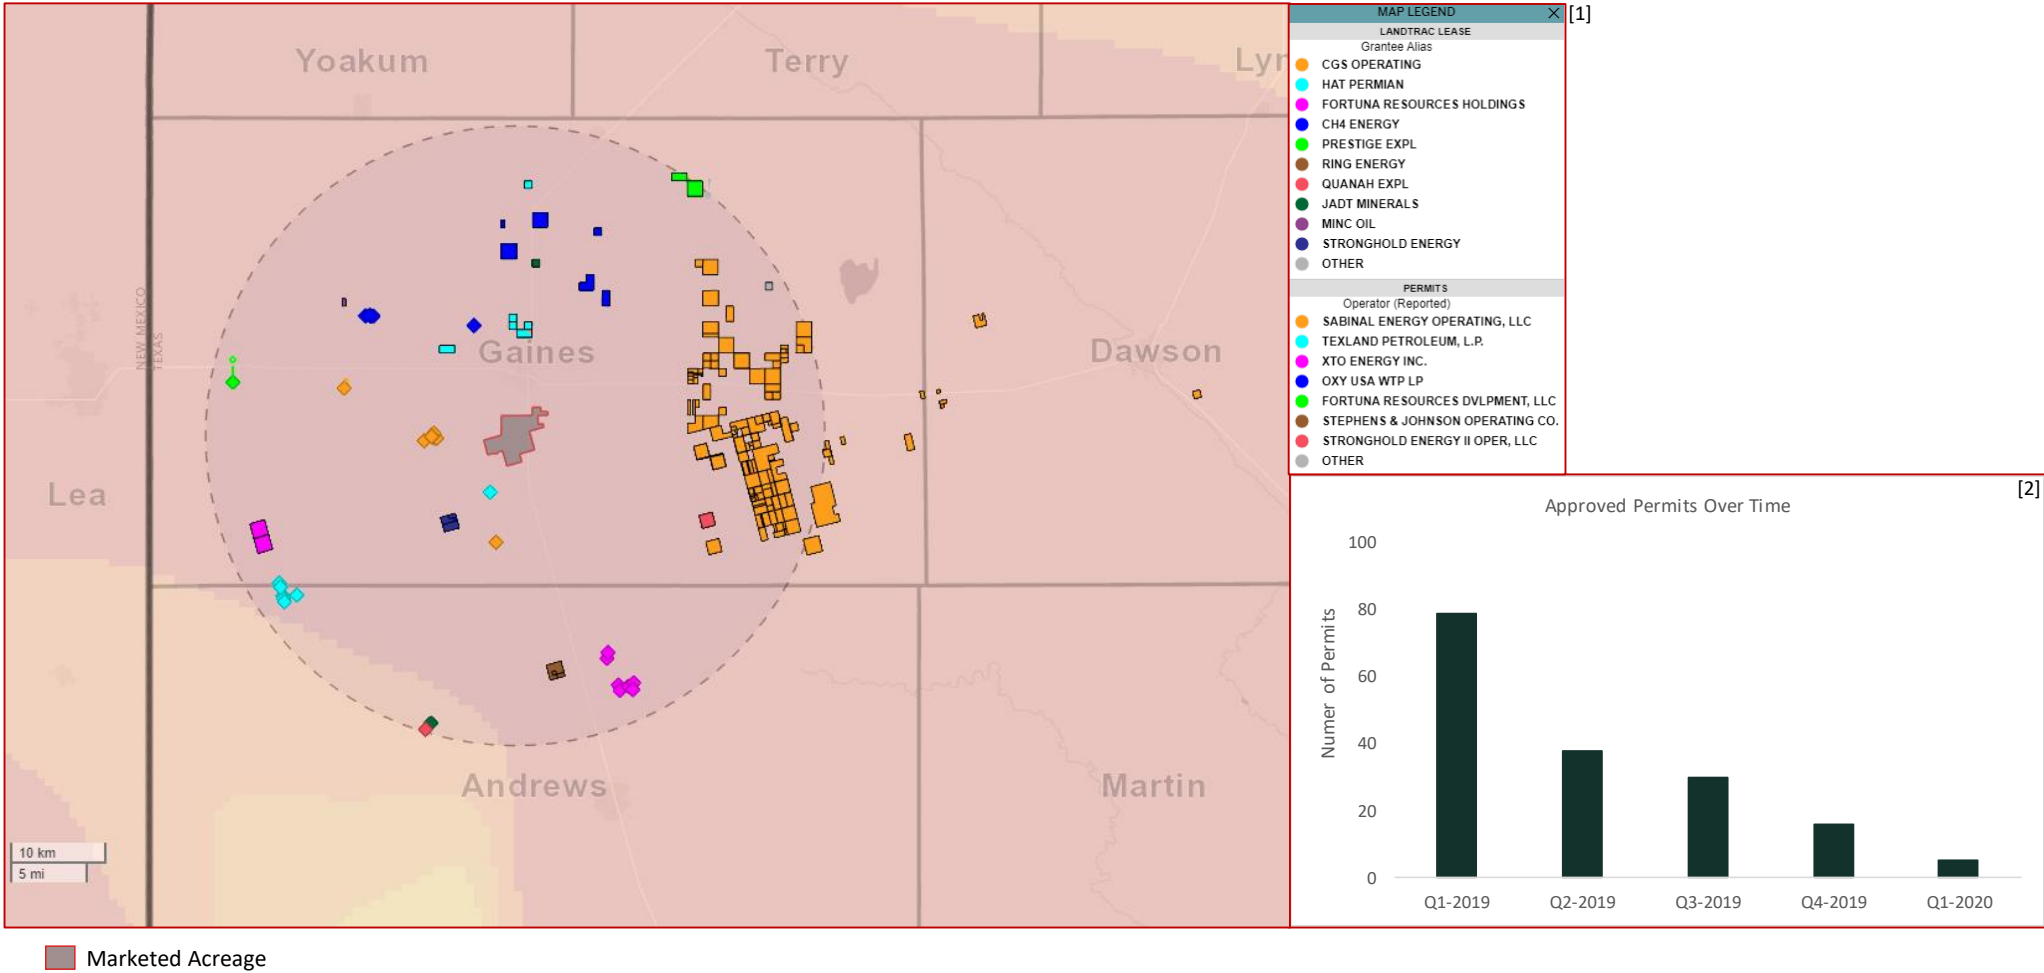 Yoakum
Terry
Lyn
NEW MEXICO
TEXAS
Gaines
Dawson
Lea
Andrews
Martin
10 km
5 mi
Marketed Acreage
MAP LEGEND
[1]
LANDTRAC LEASE
Grantee Alias
CGS OPERATING
HAT PERMIAN
FORTUNA RESOURCES HOLDINGS
CH4 ENERGY
PRESTIGE EXPL
RING ENERGY
QUANAH EXPL
JADT MINERALS
MINC OIL
STRONGHOLD ENERGY
OTHER
PERMITS
Operator (Reported)
SABINAL ENERGY OPERATING, LLC
TEXLAND PETROLEUM, L.P.
XTO ENERGY INC.
OXY USA WTP LP
FORTUNA RESOURCES DVLPMENT, LLC
STEPHENS & JOHNSON OPERATING CO.
STRONGHOLD ENERGY II OPER, LLC
OTHER
[2]
Approved Permits Over Time
Numer of Permits
100
80
60
40
20
0
Q1-2019
Q2-2019
Q3-2019
Q4-2019
Q1-2020